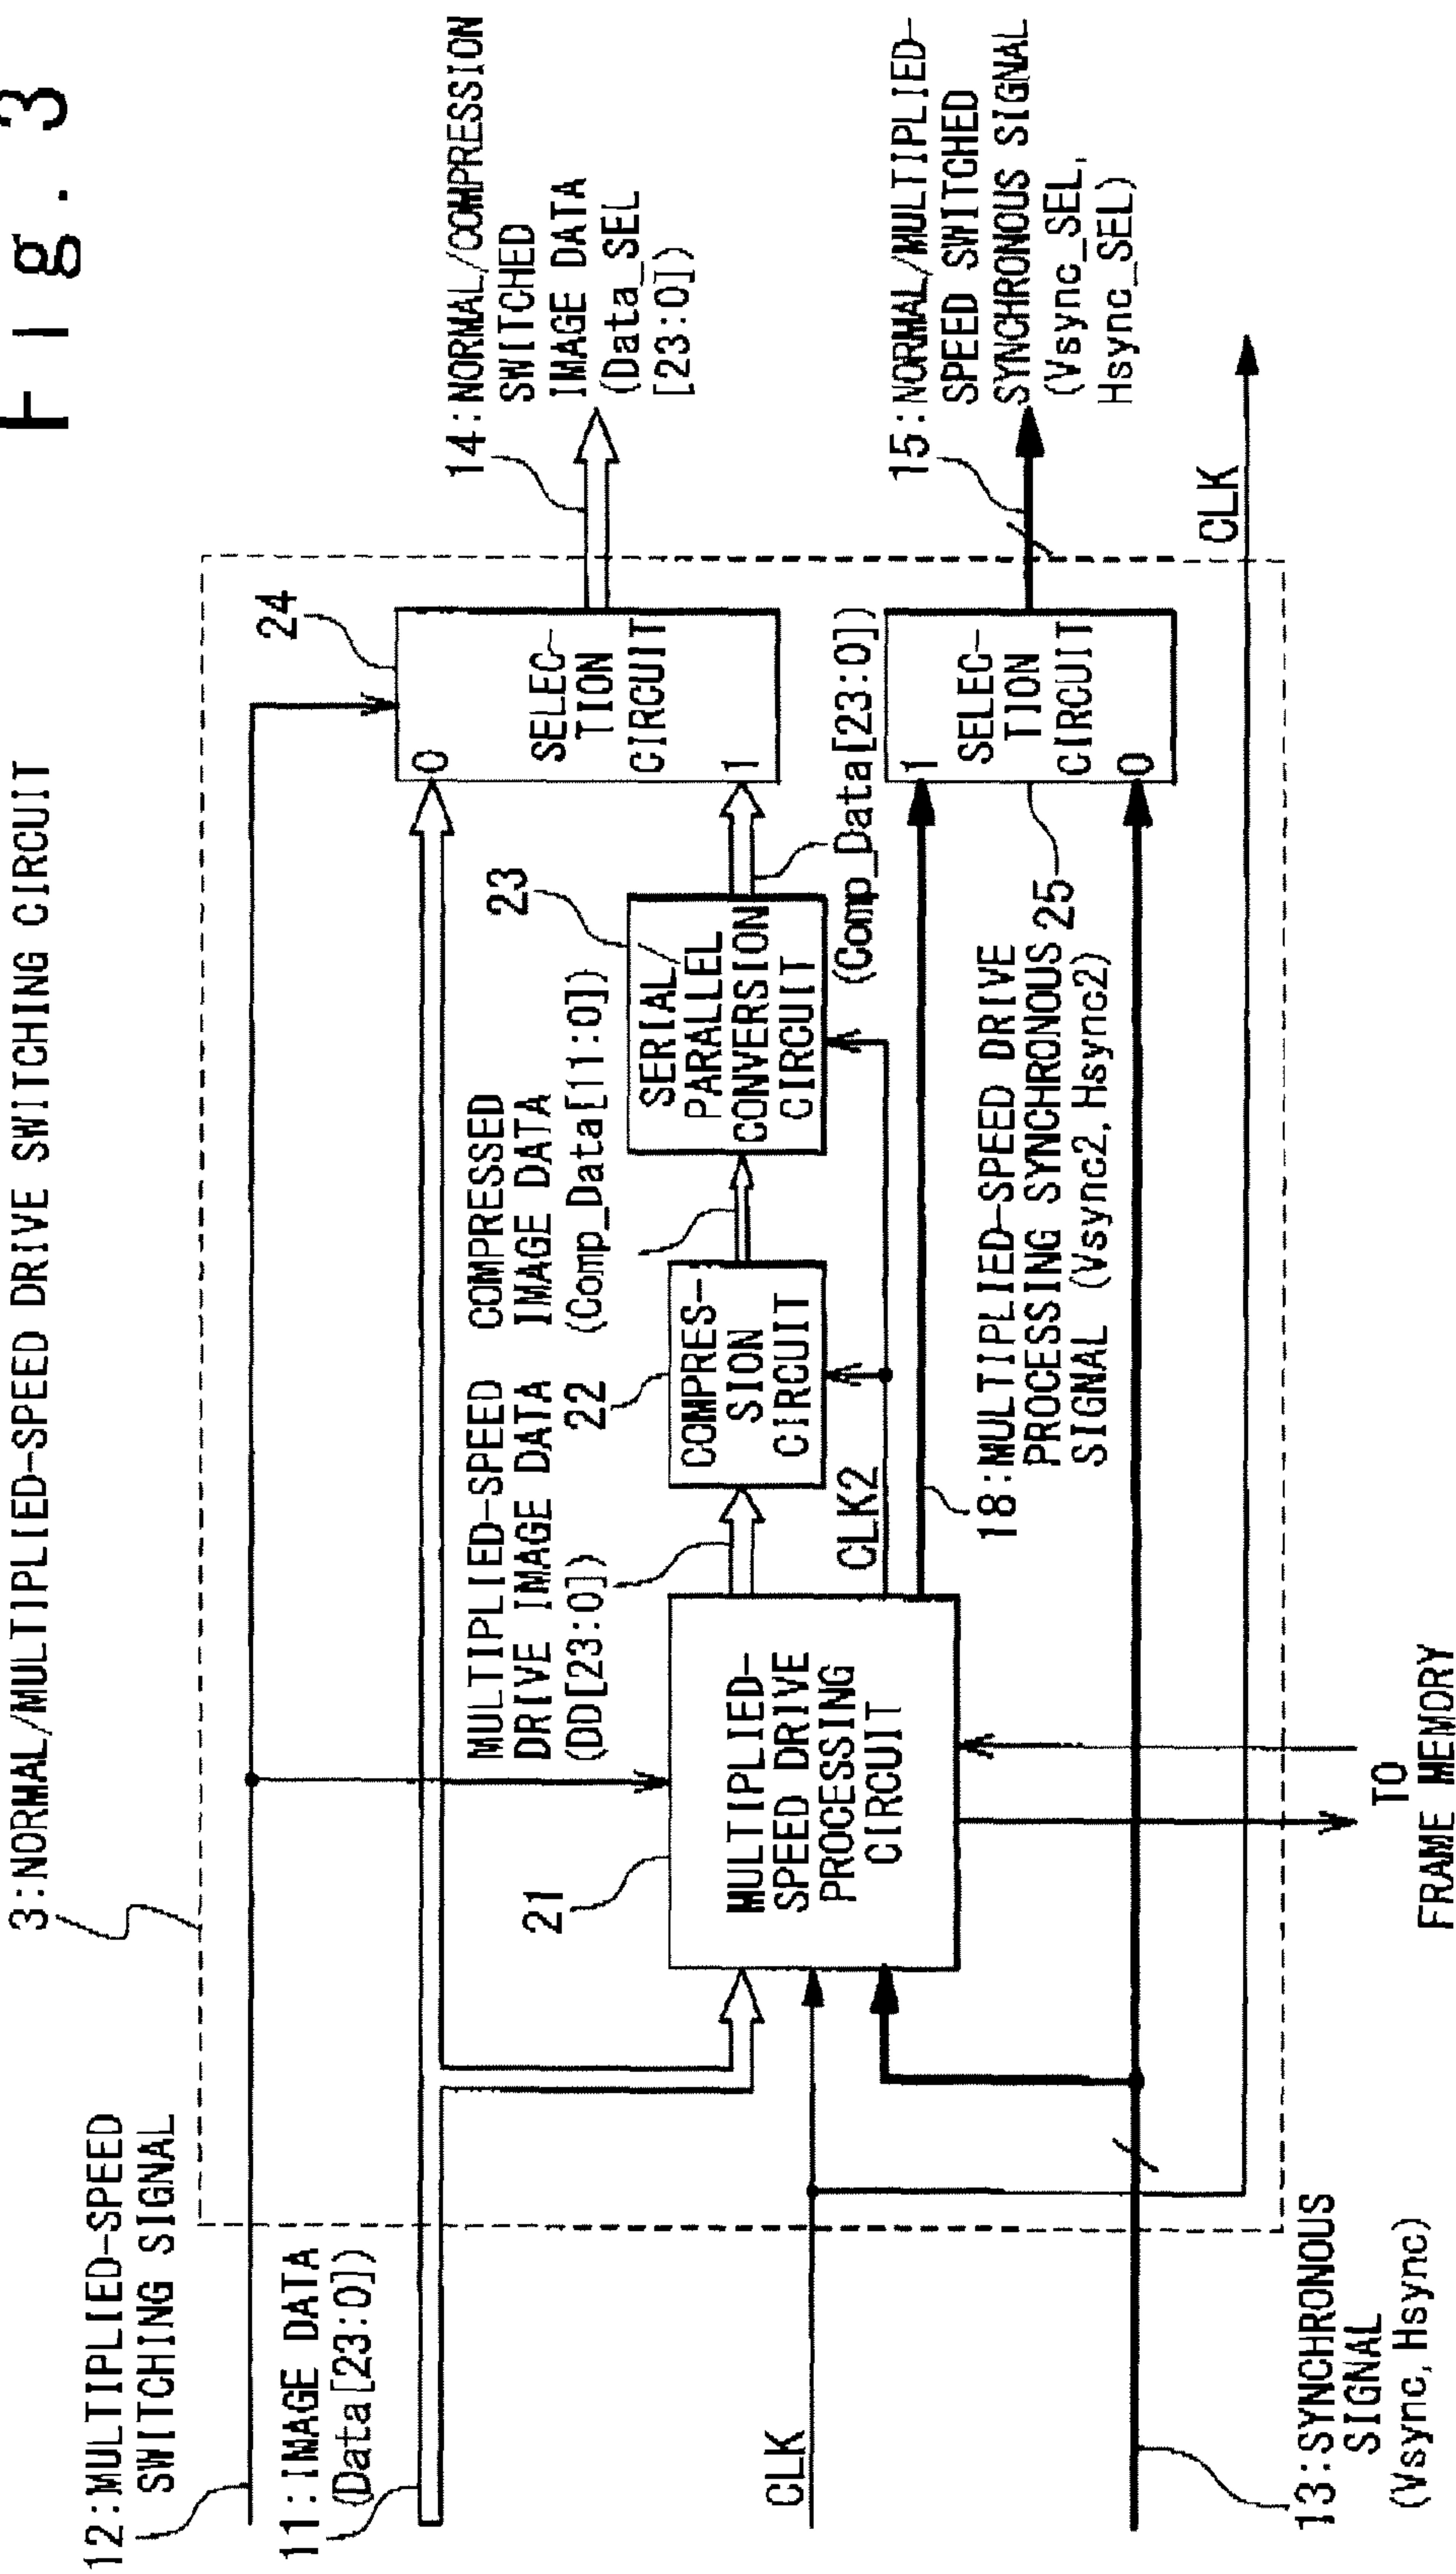 Fig. 3
3:NORMAL/MULTIPLIED-SPEED DRIVE SWITCHING CIRCUIT
12:MULTIPLIED-SPEED
SWITCHING SIGNAL
11:IMAGE DATA
(Data[23:0])
CLK
13:SYNCHRONOUS
SIGNAL
(Vsync, Hsync)
21
MULTIPLIED-
SPEED DRIVE
PROCESSING
CIRCUIT
TO
FRAME MEMORY
MULTIPLIED-SPEED
DRIVE IMAGE DATA
(DD[23:0])
22
COMPRES-
SION
CIRCUIT
CLK2
COMPRESSED
IMAGE DATA
(Comp_Data[11:0])
23
SERIAL
PARALLEL
CONVERSION
CIRCUIT
(Comp_Data[23:0])
18:MULTIPLIED-SPEED DRIVE
PROCESSING SYNCHRONOUS
SIGNAL (Vsync2, Hsync2)
24
0
SELEC-
TION
CIRCUIT
1
25
1
SELEC-
TION
CIRCUIT
0
14:NORMAL/COMPRESSION
SWITCHED
IMAGE DATA
(Data_SEL
[23:0])
15:NORMAL/MULTIPLIED-
SPEED SWITCHED
SYNCHRONOUS SIGNAL
(Vsync_SEL,
Hsync_SEL)
CLK